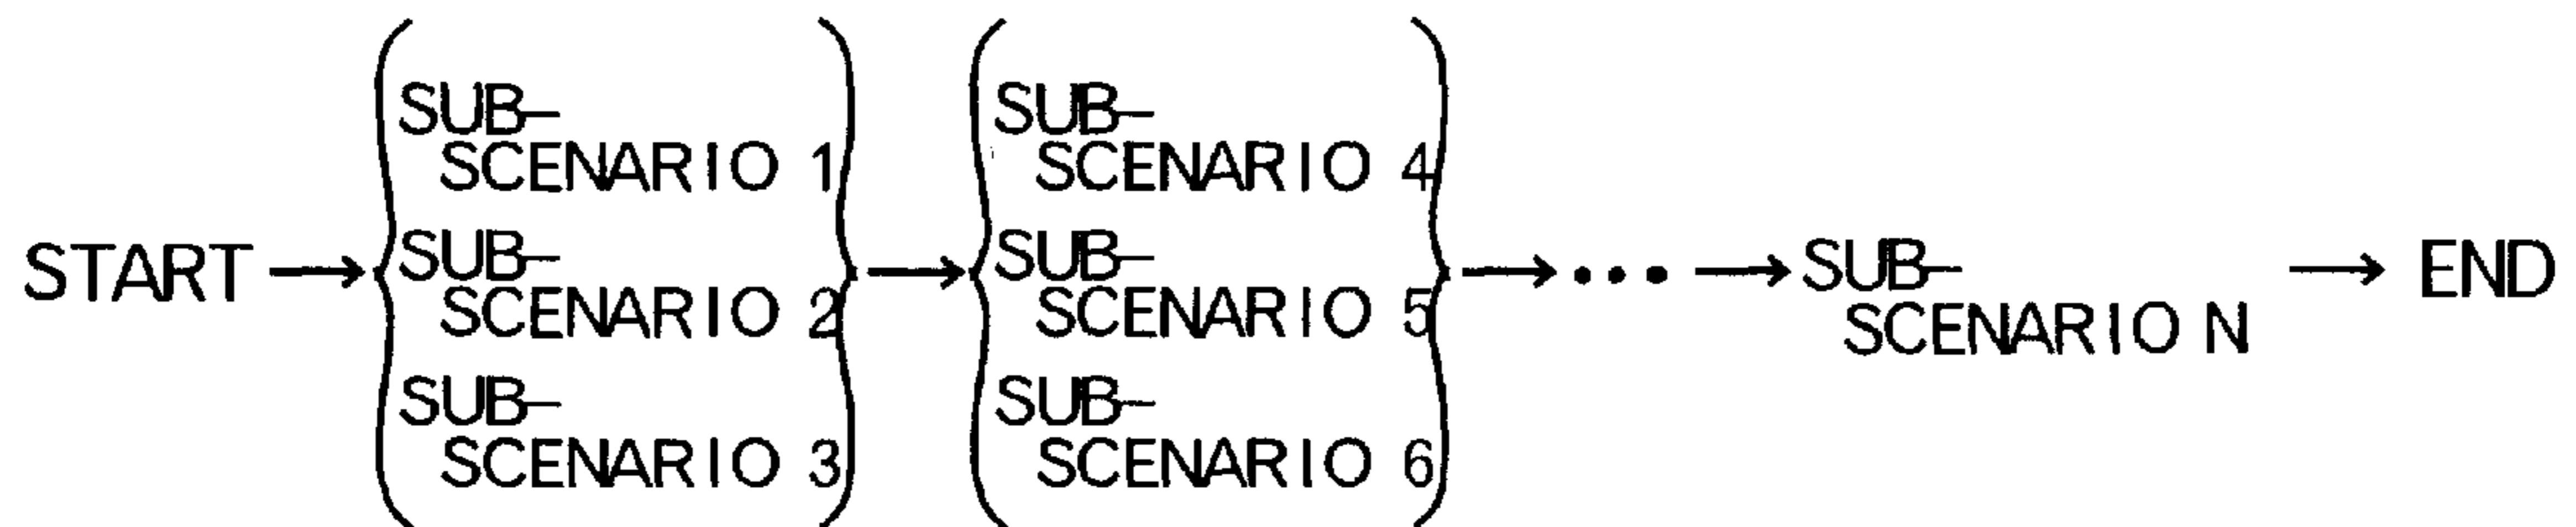 START → { SUB-
SCENARIO 1
SUB-
SCENARIO 2
SUB-
SCENARIO 3 } → { SUB-
SCENARIO 4
SUB-
SCENARIO 5
SUB-
SCENARIO 6 } → ••• → SUB-
SCENARIO N → END